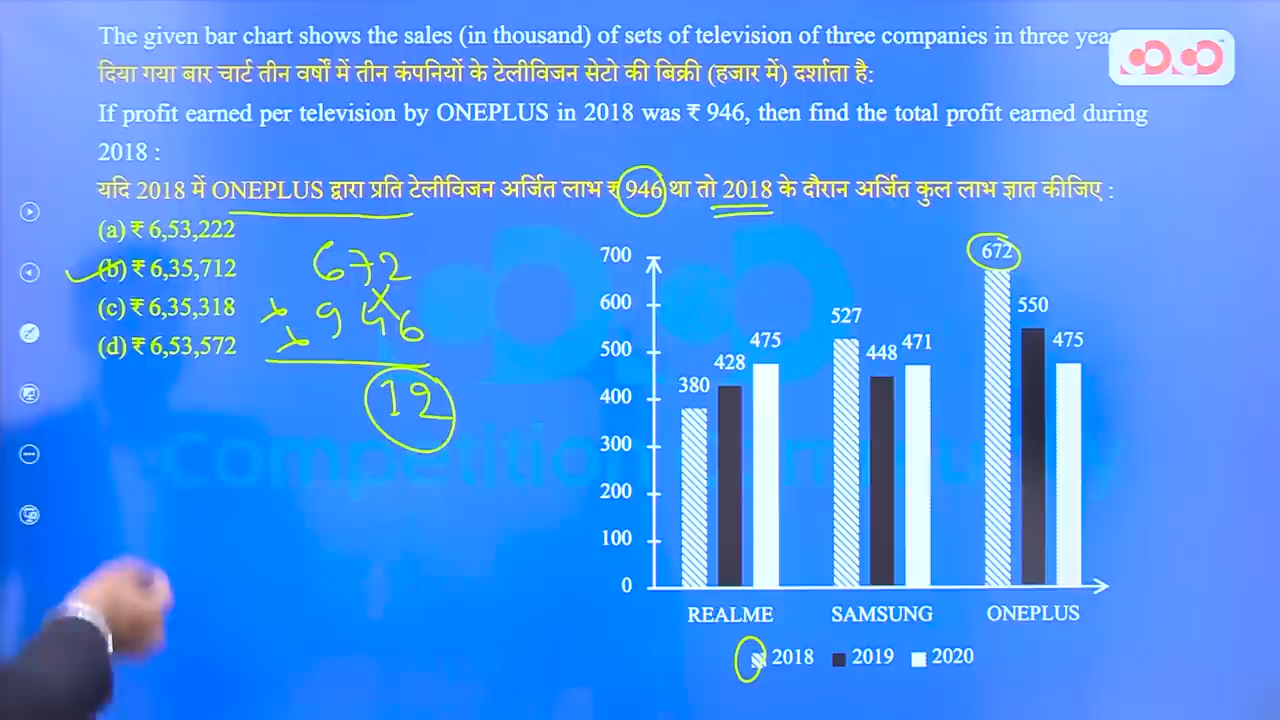 The given bar chart shows the sales (in thousand) of sets of television of three companies in three
दिया गया बार चार्ट तीन वर्षों में तीन कंपनियों के टेलीविजन सेटो की बिक्री (हजार में) दर्शाता है:
If profit earned per television by ONEPLUS in 2018 was ₹ 946, then find the total profit earned during
2018 :
यदि 2018 में ONEPLUS द्वारा प्रति टेलीविजन अर्जित लाभ ₹ 946 था तो 2018 के दौरान अर्जित कुल लाभ ज्ञात कीजिए :
(a) ₹ 6,53,222
(b) ₹ 6,35,712
(c) ₹ 6,35,318
(d) ₹ 6,53,572
672
× 946
12
700
600
500
400
300
200
100
0
380
428
475
527
448
471
672
550
475
REALME
SAMSUNG
ONEPLUS
2018
2019
2020